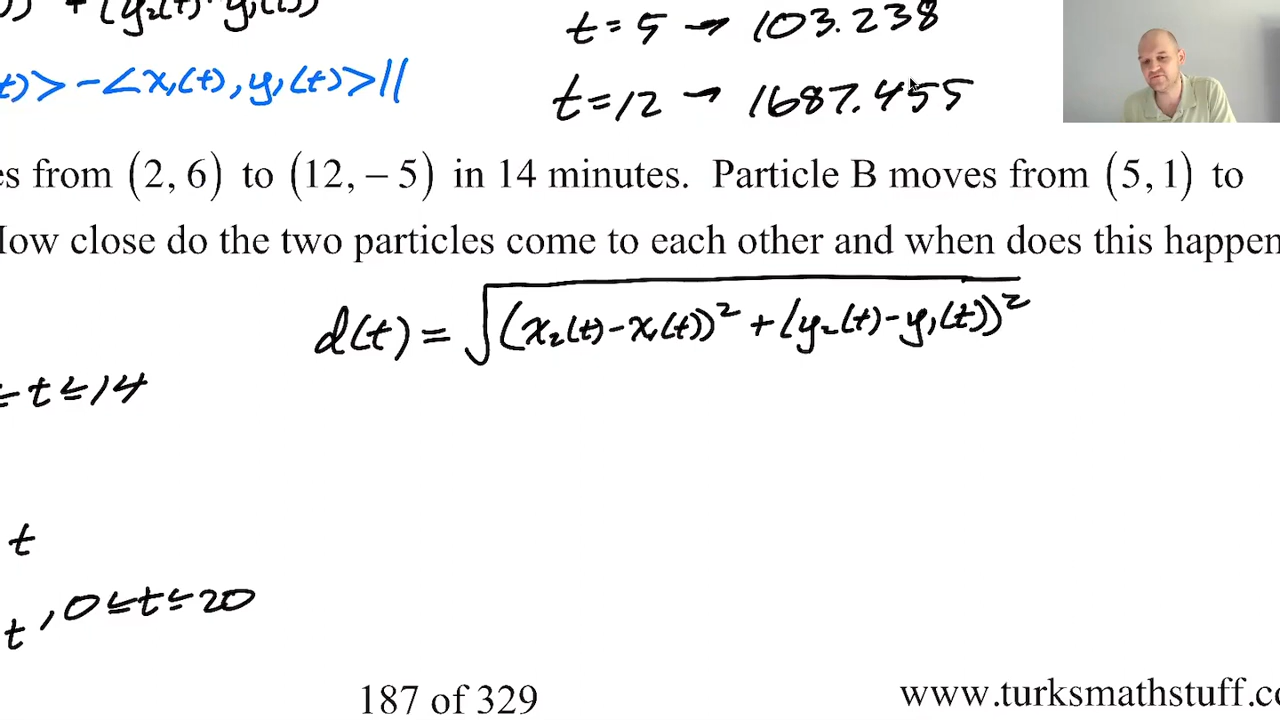 t=5 → 103.238
t)> - <x₁(t), y₁(t)>||
t=12 → 1687.455
es from (2, 6) to (12, – 5) in 14 minutes. Particle B moves from (5, 1) to
How close do the two particles come to each other and when does this happen
d(t) = √(x₂(t)-x₁(t))² + (y₂(t)-y₁(t))²
≤ t ≤ 14
t
t , 0 ≤ t ≤ 20
187 of 329
www.turksmathstuff.co